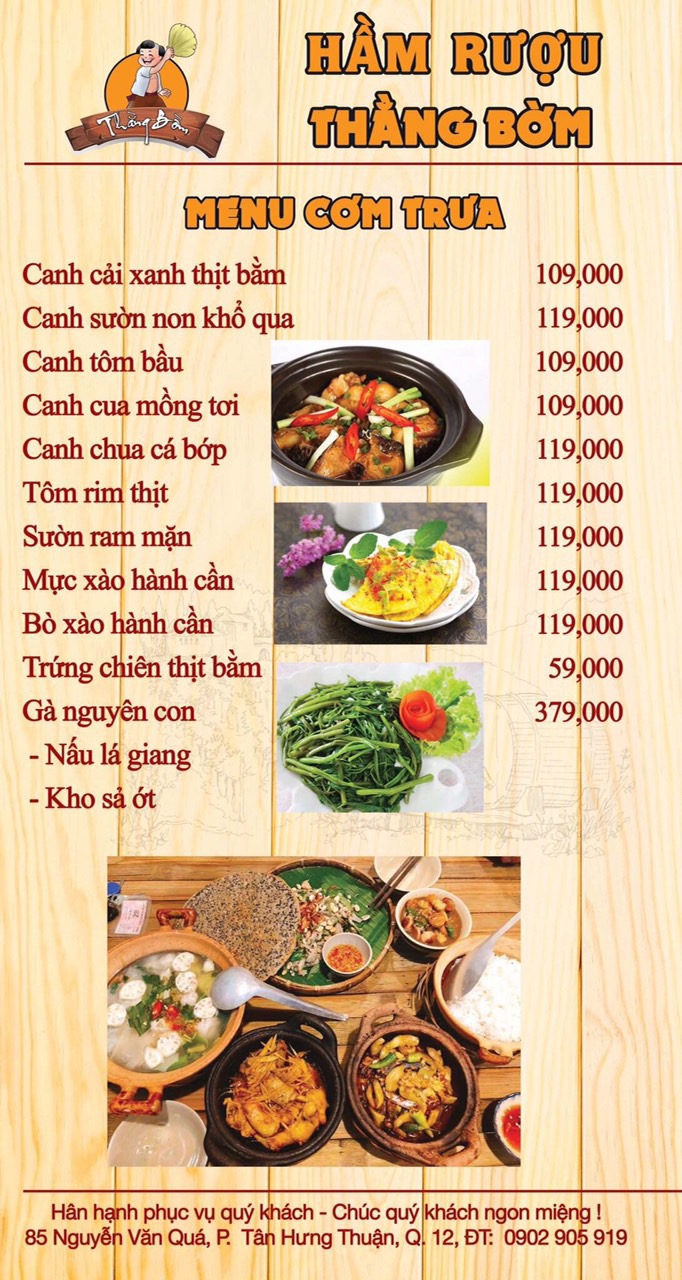 Thằng Bờm
HẦM RƯỢU
THẰNG BỜM
MENU CƠM TRƯA
Canh cải xanh thịt bằm 109,000
Canh sườn non khổ qua 119,000
Canh tôm bầu 109,000
Canh cua mồng tơi 109,000
Canh chua cá bớp 119,000
Tôm rim thịt 119,000
Sườn ram mặn 119,000
Mực xào hành cần 119,000
Bò xào hành cần 119,000
Trứng chiên thịt bằm 59,000
Gà nguyên con 379,000
- Nấu lá giang
- Kho sả ớt
Hân hạnh phục vụ quý khách - Chúc quý khách ngon miệng !
85 Nguyễn Văn Quá, P. Tân Hưng Thuận, Q. 12, ĐT: 0902 905 919